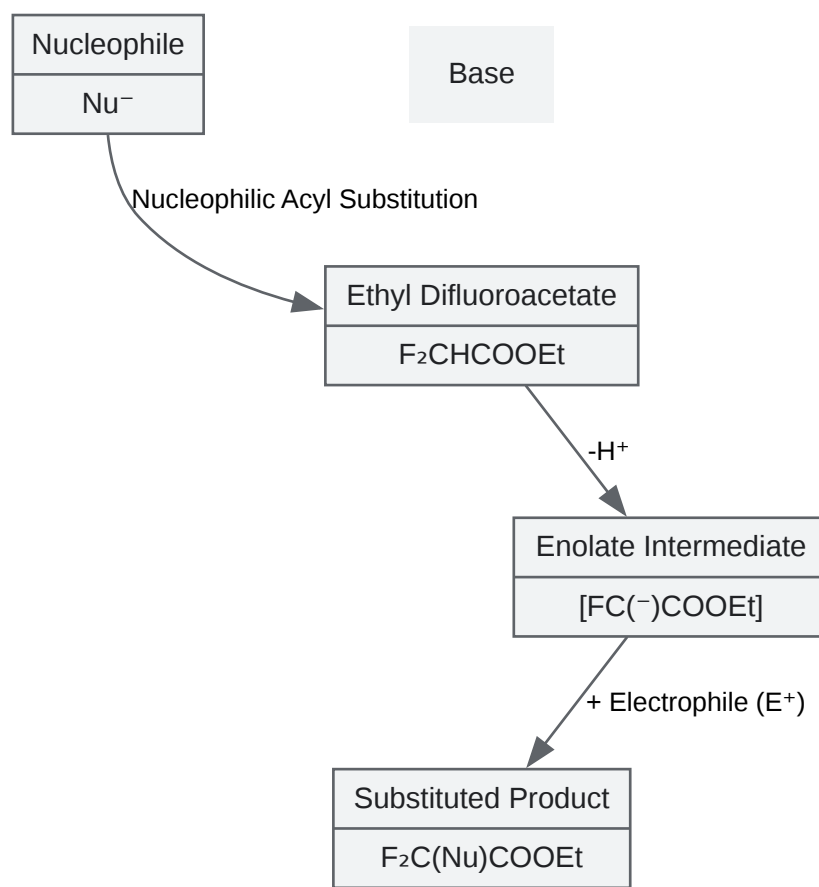 Nucleophile
Nu⁻
Base
Nucleophilic Acyl Substitution
Ethyl Difluoroacetate
F₂CHCOOEt
-H⁺
Enolate Intermediate
[FC(⁻)COOEt]
+ Electrophile (E⁺)
Substituted Product
F₂C(Nu)COOEt